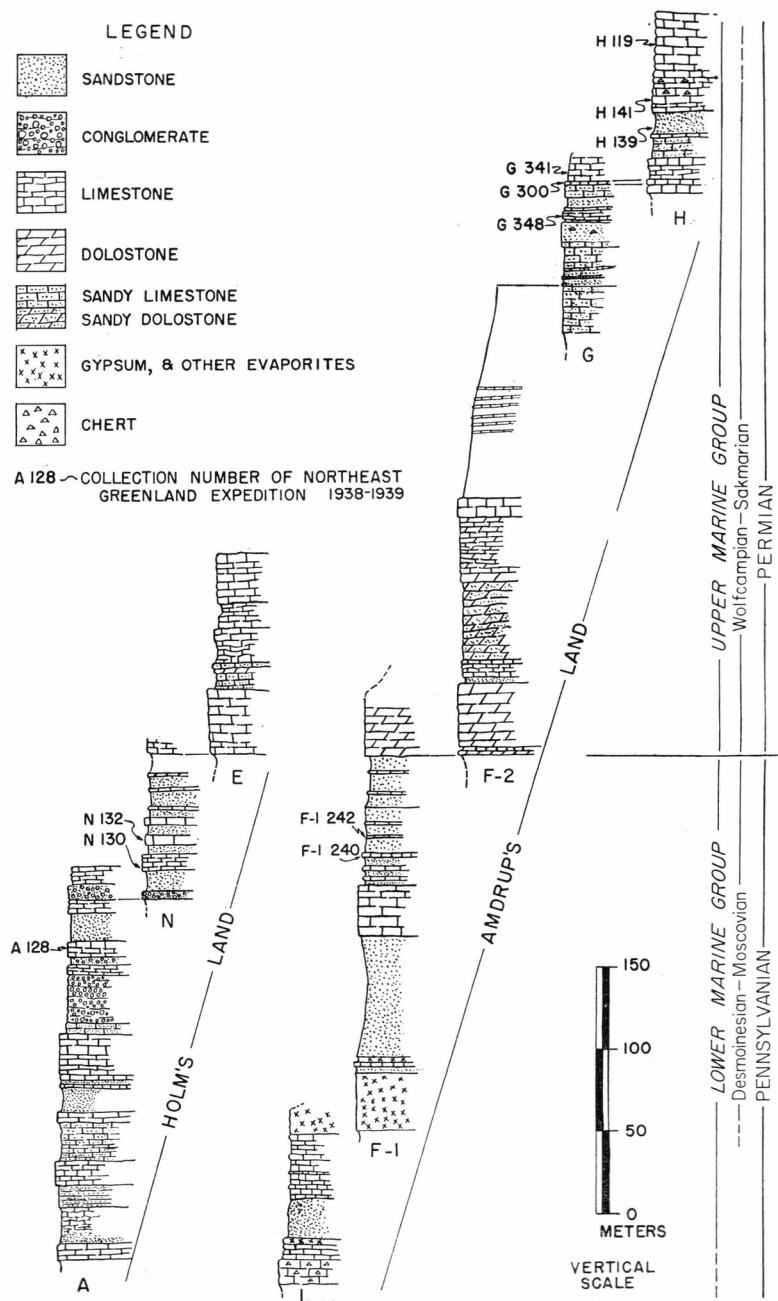 LEGEND
SANDSTONE
CONGLOMERATE
LIMESTONE
DOLOSTONE
SANDY LIMESTONE
SANDY DOLOSTONE
GYPSUM, & OTHER EVAPORITES
CHERT
A 128 COLLECTION NUMBER OF NORTHEAST
GREENLAND EXPEDITION 1938-1939
H 119
H 141
H 139
H
G 341
G 300
G 348
G
F-2
E
N 132
N 130
N
A 128
A
F-1 242
F-1 240
F-1
I
HOLM'S LAND
AMDRUP'S LAND
UPPER MARINE GROUP
Wolfcampian-Sakmarian
PERMIAN
LOWER MARINE GROUP
Desmoinesian-Moscovian
PENNSYLVANIAN
150
100
50
0
METERS
VERTICAL
SCALE